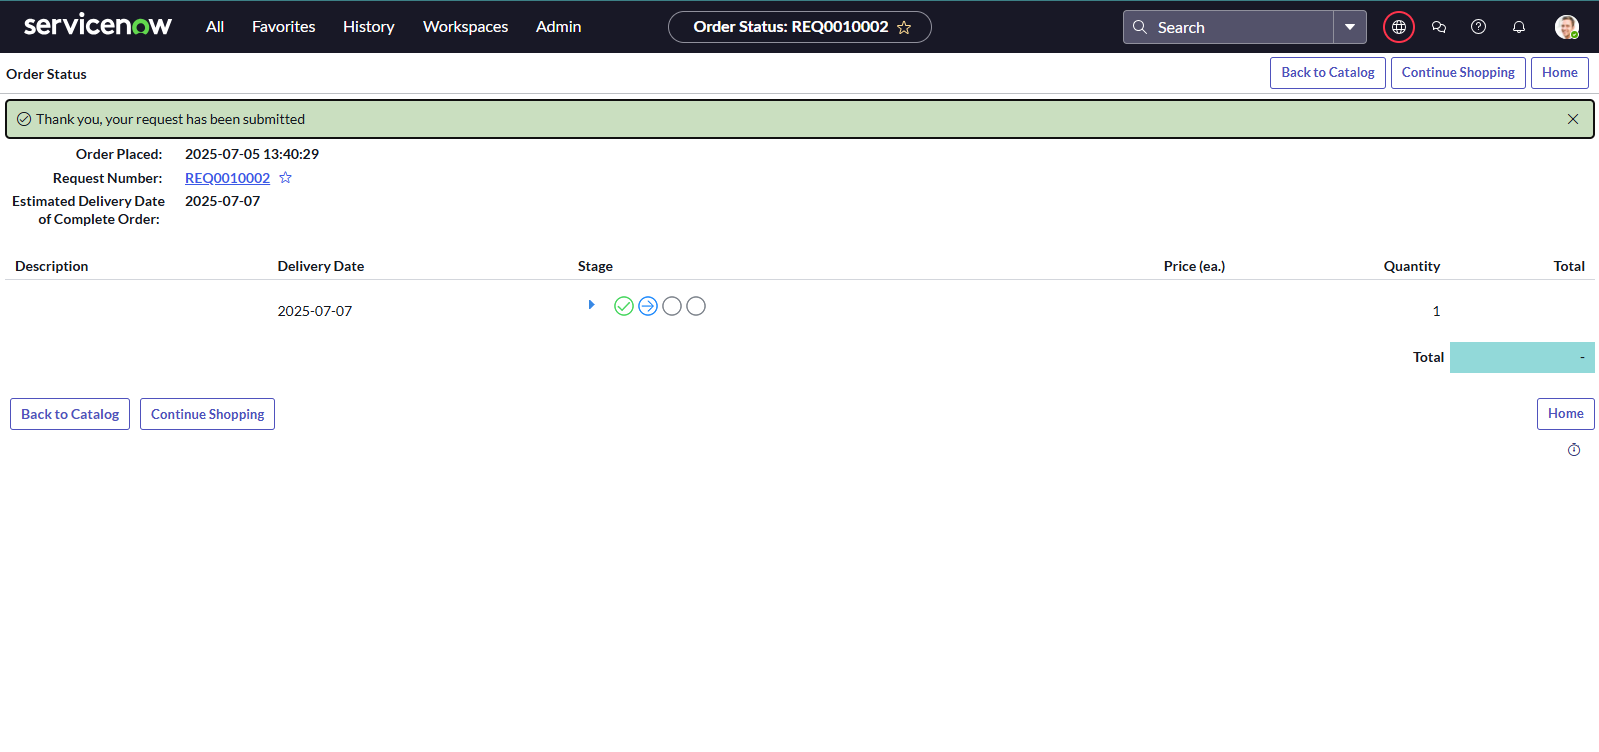 servicenow All Favorites History Workspaces Admin Order Status: REQ0010002 Search
Order Status Back to Catalog Continue Shopping Home
Thank you, your request has been submitted
Order Placed: 2025-07-05 13:40:29
Request Number: REQ0010002
Estimated Delivery Date 2025-07-07
of Complete Order:
Description Delivery Date Stage Price (ea.) Quantity Total
2025-07-07 1
Total -
Back to Catalog Continue Shopping Home